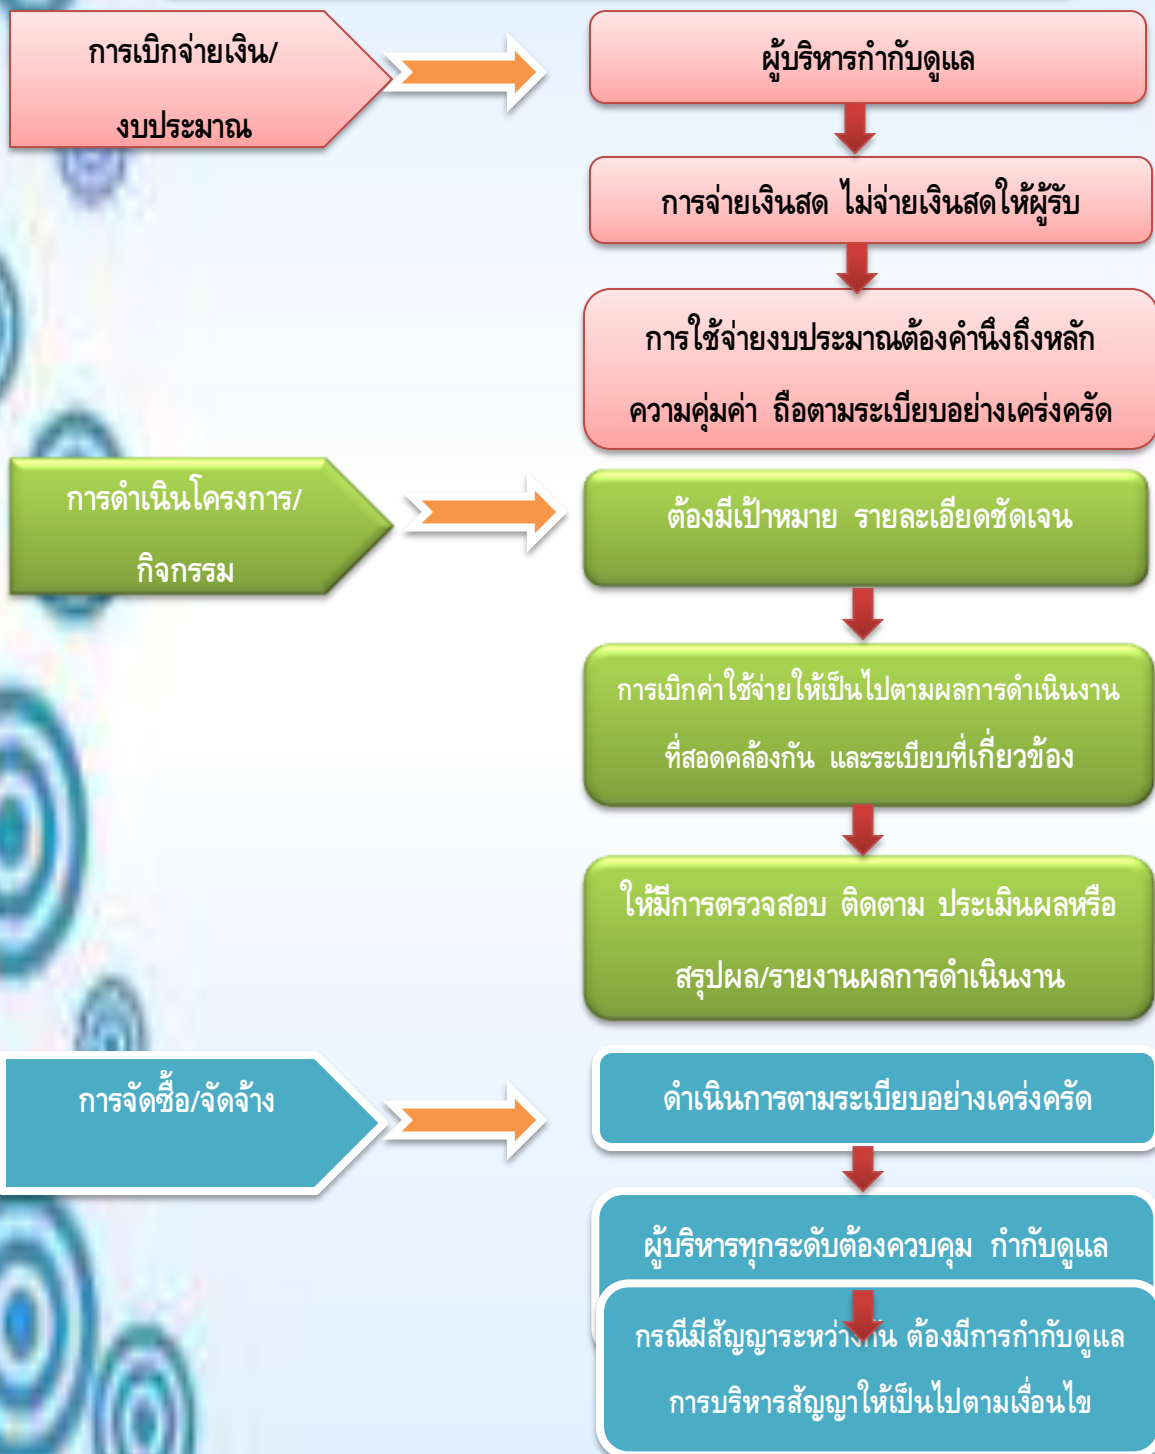 การเบิกจ่ายเงิน/
งบประมาณ
ผู้บริหารกำกับดูแล
การจ่ายเงินสด ไม่จ่ายเงินสดให้ผู้รับ
การใช้จ่ายงบประมาณต้องคำนึงถึงหลัก
ความคุ่มค่า ถือตามระเบียบอย่างเคร่งครัด
การดำเนินโครงการ/
กิจกรรม
ต้องมีเป้าหมาย รายละเอียดชัดเจน
การเบิกค่าใช้จ่ายให้เป็นไปตามผลการดำเนินงาน
ที่สอดคล้องกัน และระเบียบที่เกี่ยวข้อง
ให้มีการตรวจสอบ ติดตาม ประเมินผลหรือ
สรุปผล/รายงานผลการดำเนินงาน
การจัดซื้อ/จัดจ้าง
ดำเนินการตามระเบียบอย่างเคร่งครัด
ผู้บริหารทุกระดับต้องควบคุม กำกับดูแล
กรณีมีสัญญาระหว่างกัน ต้องมีการกำกับดูแล
การบริหารสัญญาให้เป็นไปตามเงื่อนไข